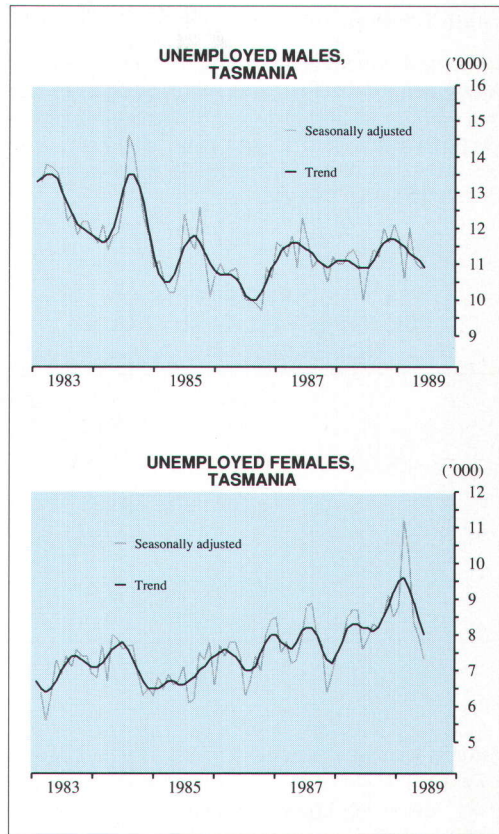 UNEMPLOYED MALES,
TASMANIA
('000)
16
Seasonally adjusted
15
Trend
14
13
12
11
10
9
1983 1985 1987 1989
UNEMPLOYED FEMALES,
TASMANIA
('000)
12
Seasonally adjusted
11
10
Trend
9
8
7
6
5
1983 1985 1987 1989